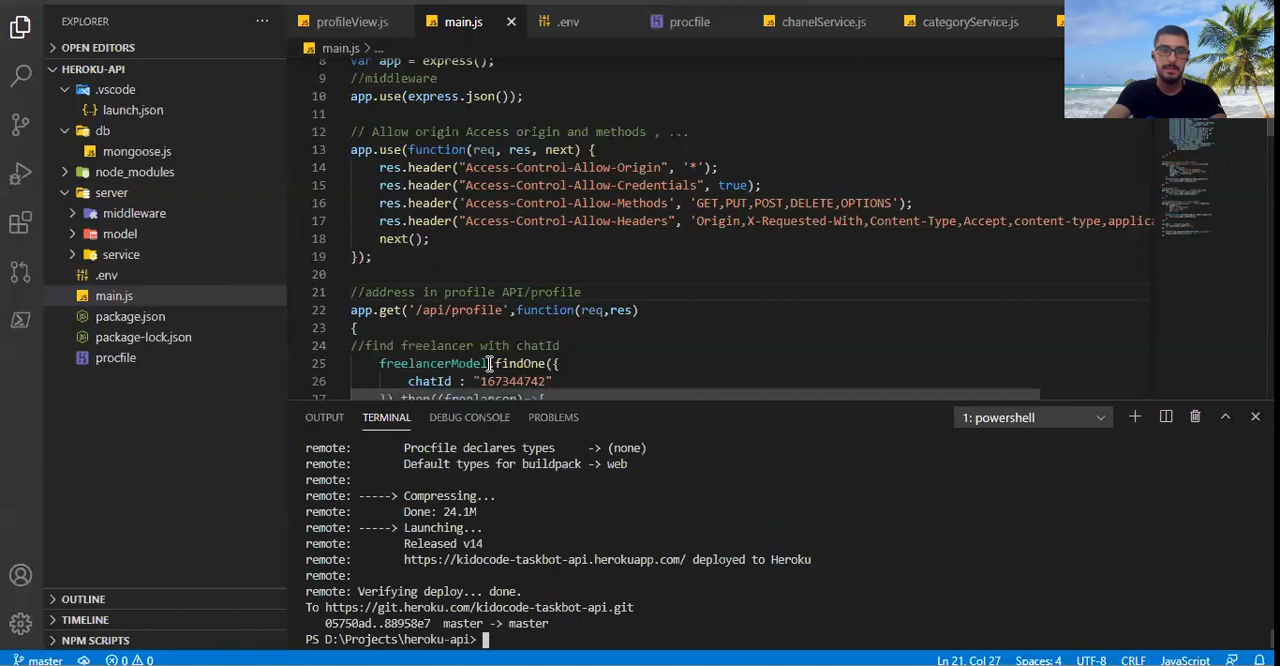 EXPLORER
...
profileView.js
main.js
.env
procfile
chanelService.js
categoryService.js
OPEN EDITORS
HEROKU-API
.vscode
launch.json
db
mongoose.js
node_modules
server
middleware
model
service
.env
main.js
package.json
package-lock.json
procfile
OUTLINE
TIMELINE
NPM SCRIPTS
main.js > ...
8 var app = express();
9 //middleware
10 app.use(express.json());
11
12 // Allow origin Access origin and methods , ...
13 app.use(function(req, res, next) {
14 res.header("Access-Control-Allow-Origin", '*');
15 res.header("Access-Control-Allow-Credentials", true);
16 res.header('Access-Control-Allow-Methods', 'GET,PUT,POST,DELETE,OPTIONS');
17 res.header("Access-Control-Allow-Headers", 'Origin,X-Requested-With,Content-Type,Accept,content-type,applica
18 next();
19 });
20
21 //address in profile API/profile
22 app.get('/api/profile',function(req,res)
23 {
24 //find freelancer with chatId
25 freelancerModel.findOne({
26 chatId : "167344742"
27 }).then((freelancer)=>{
OUTPUT TERMINAL DEBUG CONSOLE PROBLEMS
1: powershell
remote: Procfile declares types -> (none)
remote: Default types for buildpack -> web
remote:
remote: -----> Compressing...
remote: Done: 24.1M
remote: -----> Launching...
remote: Released v14
remote: https://kidocode-taskbot-api.herokuapp.com/ deployed to Heroku
remote:
remote: Verifying deploy... done.
To https://git.heroku.com/kidocode-taskbot-api.git
05750ad..88958e7 master -> master
PS D:\Projects\heroku-api>
master 0 0 Ln 21, Col 27 Spaces: 4 UTF-8 CRLF JavaScript